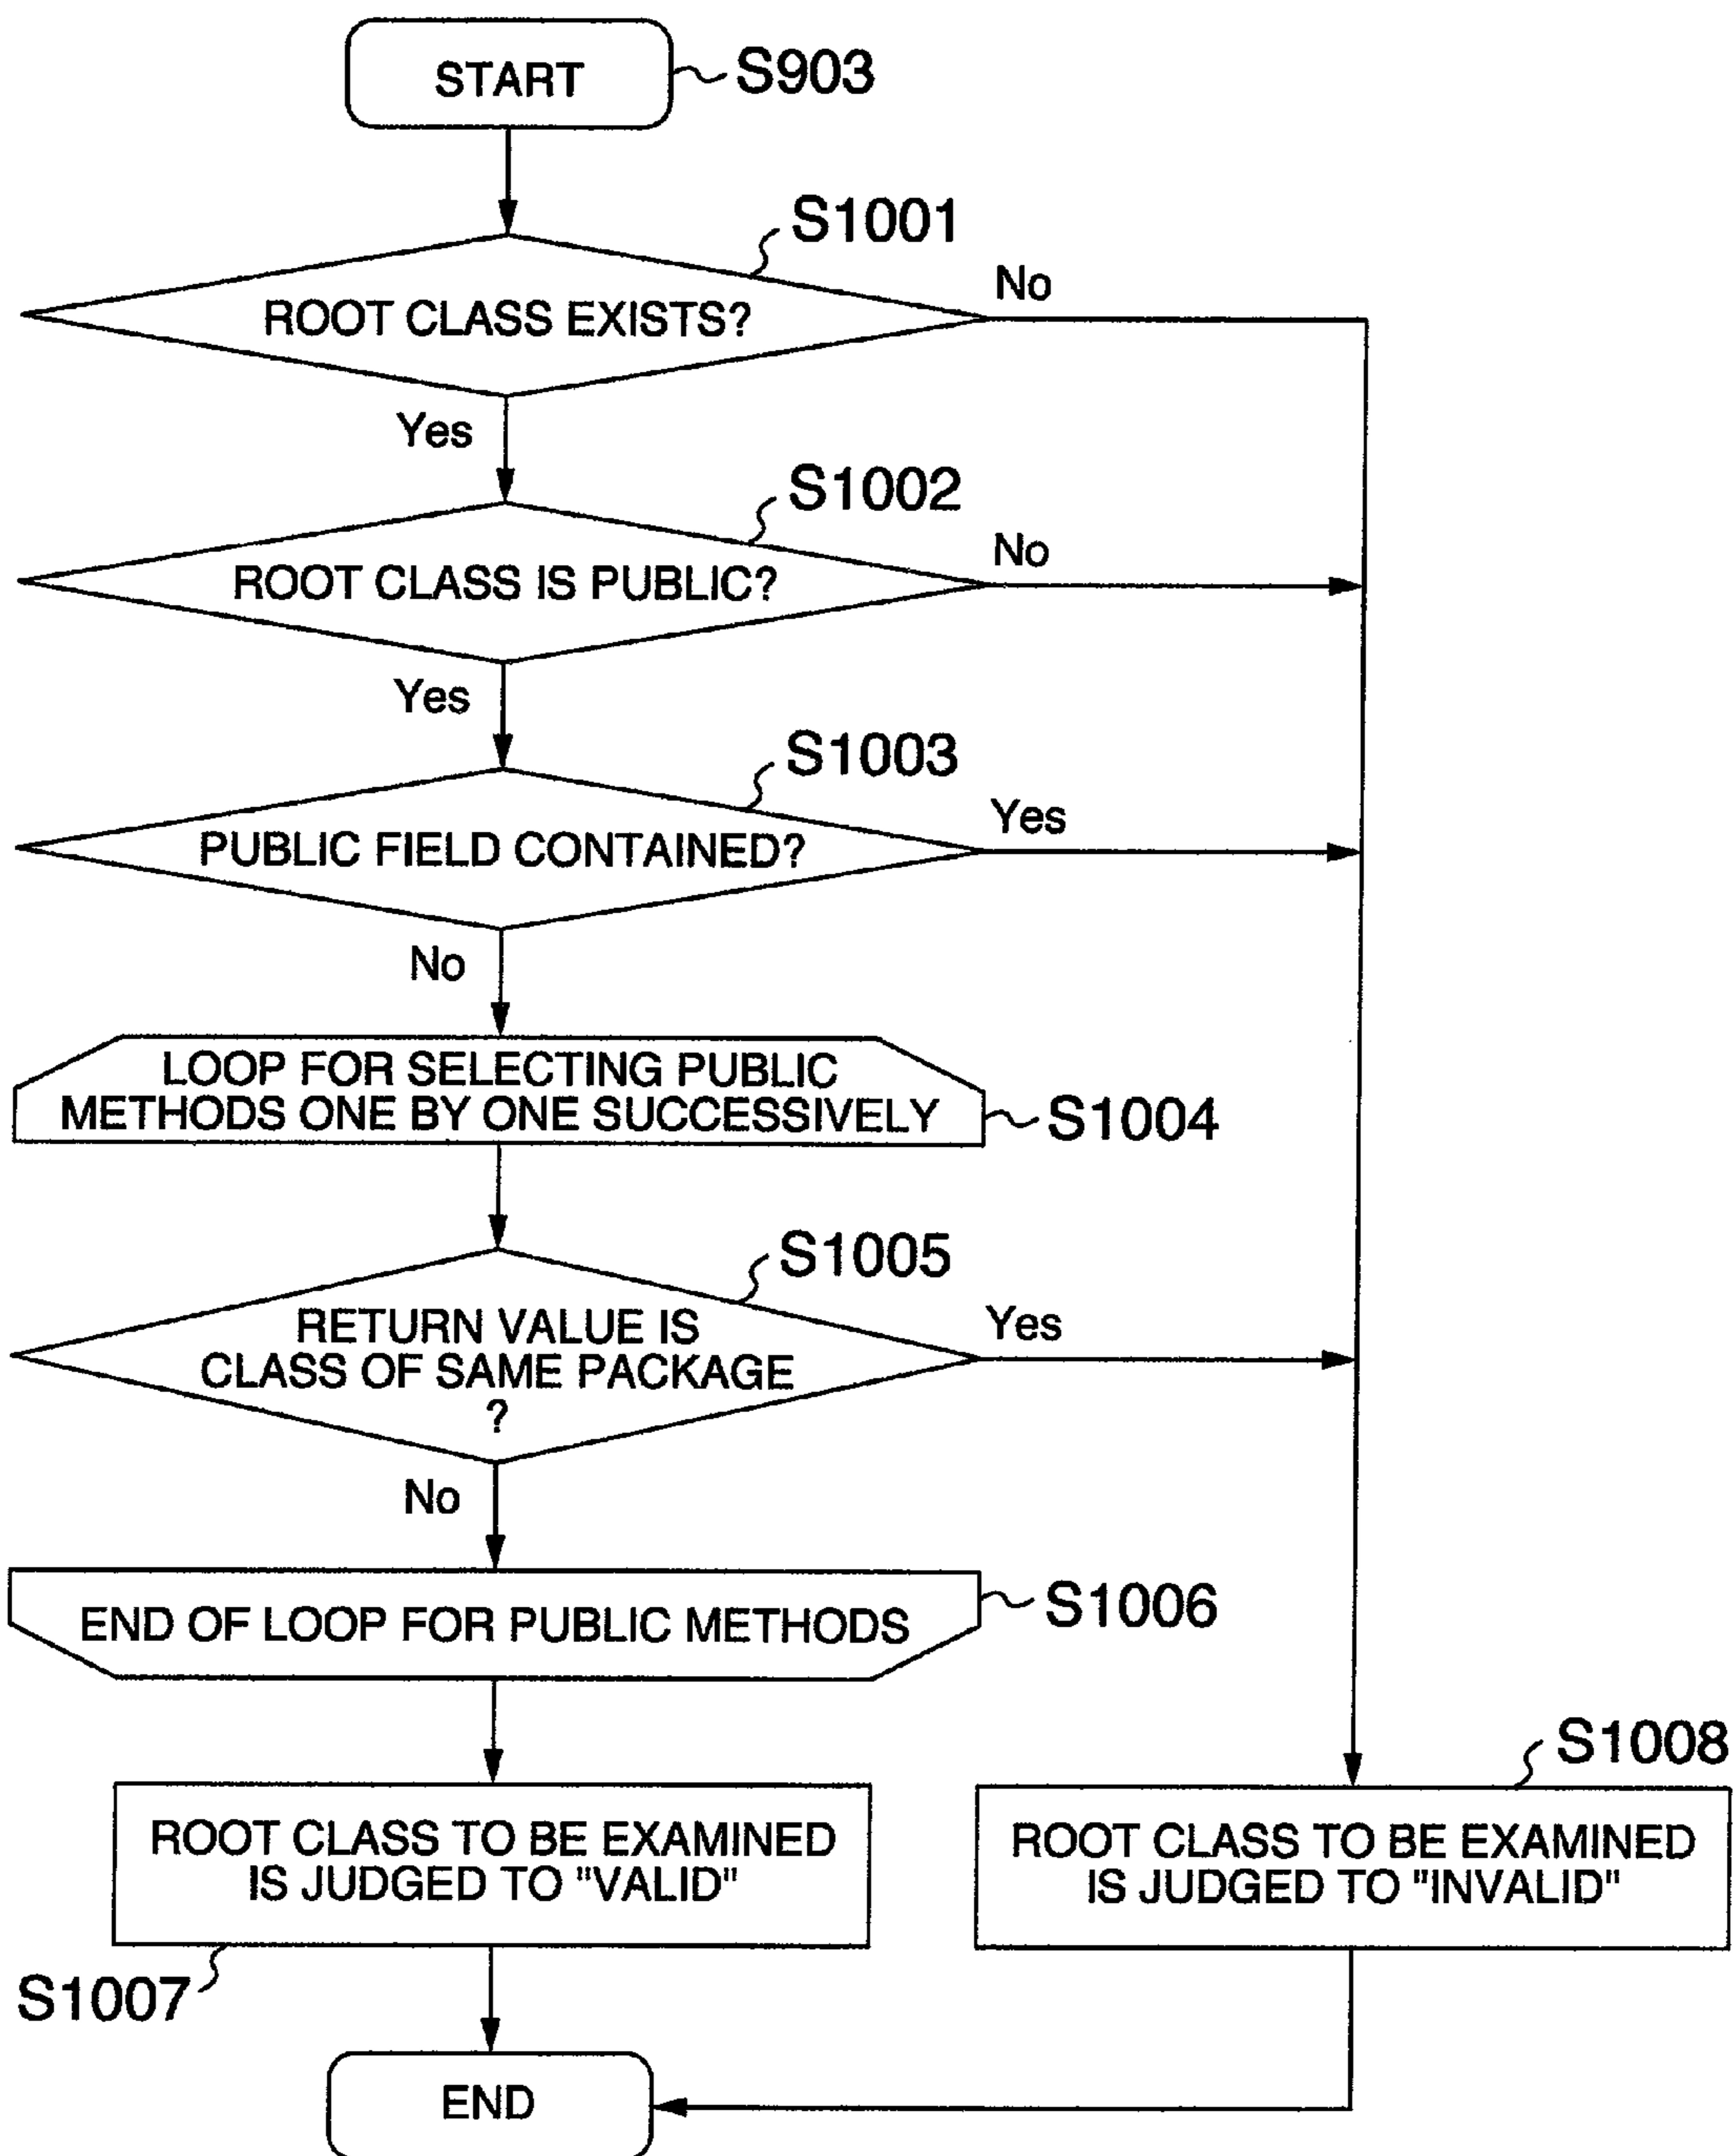 START
S903
S1001
ROOT CLASS EXISTS?
No
Yes
S1002
ROOT CLASS IS PUBLIC?
No
Yes
S1003
PUBLIC FIELD CONTAINED?
Yes
No
LOOP FOR SELECTING PUBLIC
METHODS ONE BY ONE SUCCESSIVELY
S1004
S1005
RETURN VALUE IS
CLASS OF SAME PACKAGE
?
Yes
No
END OF LOOP FOR PUBLIC METHODS
S1006
ROOT CLASS TO BE EXAMINED
IS JUDGED TO "VALID"
S1007
S1008
ROOT CLASS TO BE EXAMINED
IS JUDGED TO "INVALID"
END